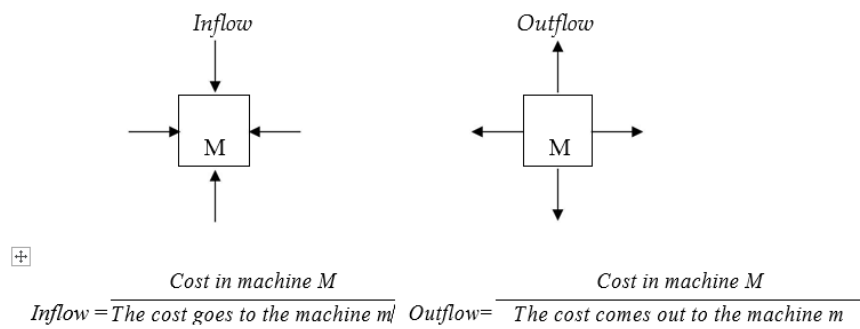 Inflow Outflow
M M
Cost in machine M Cost in machine M
Inflow = The cost goes to the machine m/ Outflow= The cost comes out to the machine m